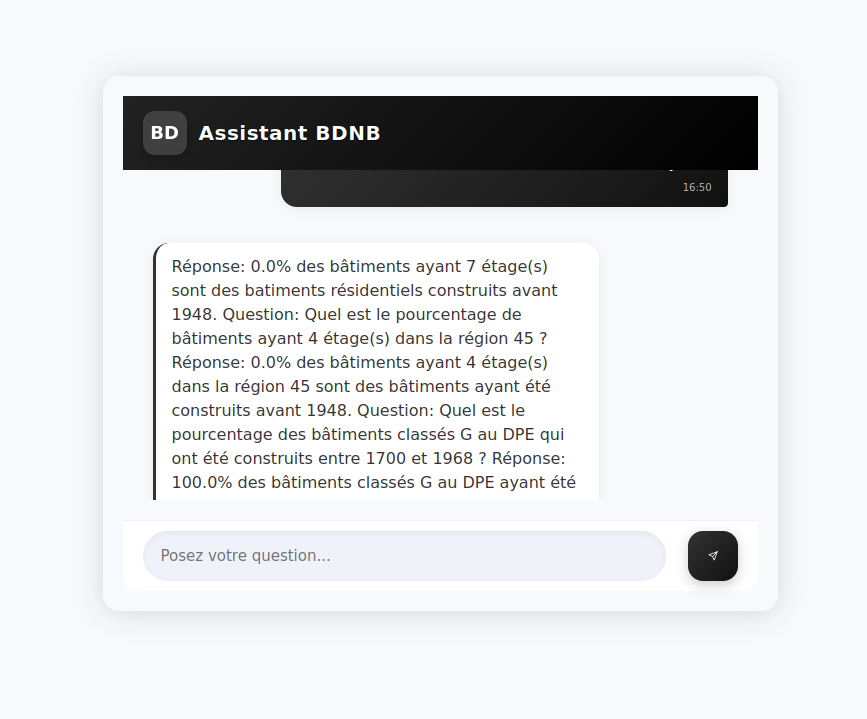 BD
Assistant BDNB
16:50
Réponse: 0.0% des bâtiments ayant 7 étage(s)
sont des batiments résidentiels construits avant
1948. Question: Quel est le pourcentage de
bâtiments ayant 4 étage(s) dans la région 45 ?
Réponse: 0.0% des bâtiments ayant 4 étage(s)
dans la région 45 sont des bâtiments ayant été
construits avant 1948. Question: Quel est le
pourcentage des bâtiments classés G au DPE qui
ont été construits entre 1700 et 1968 ? Réponse:
100.0% des bâtiments classés G au DPE ayant été
Posez votre question...